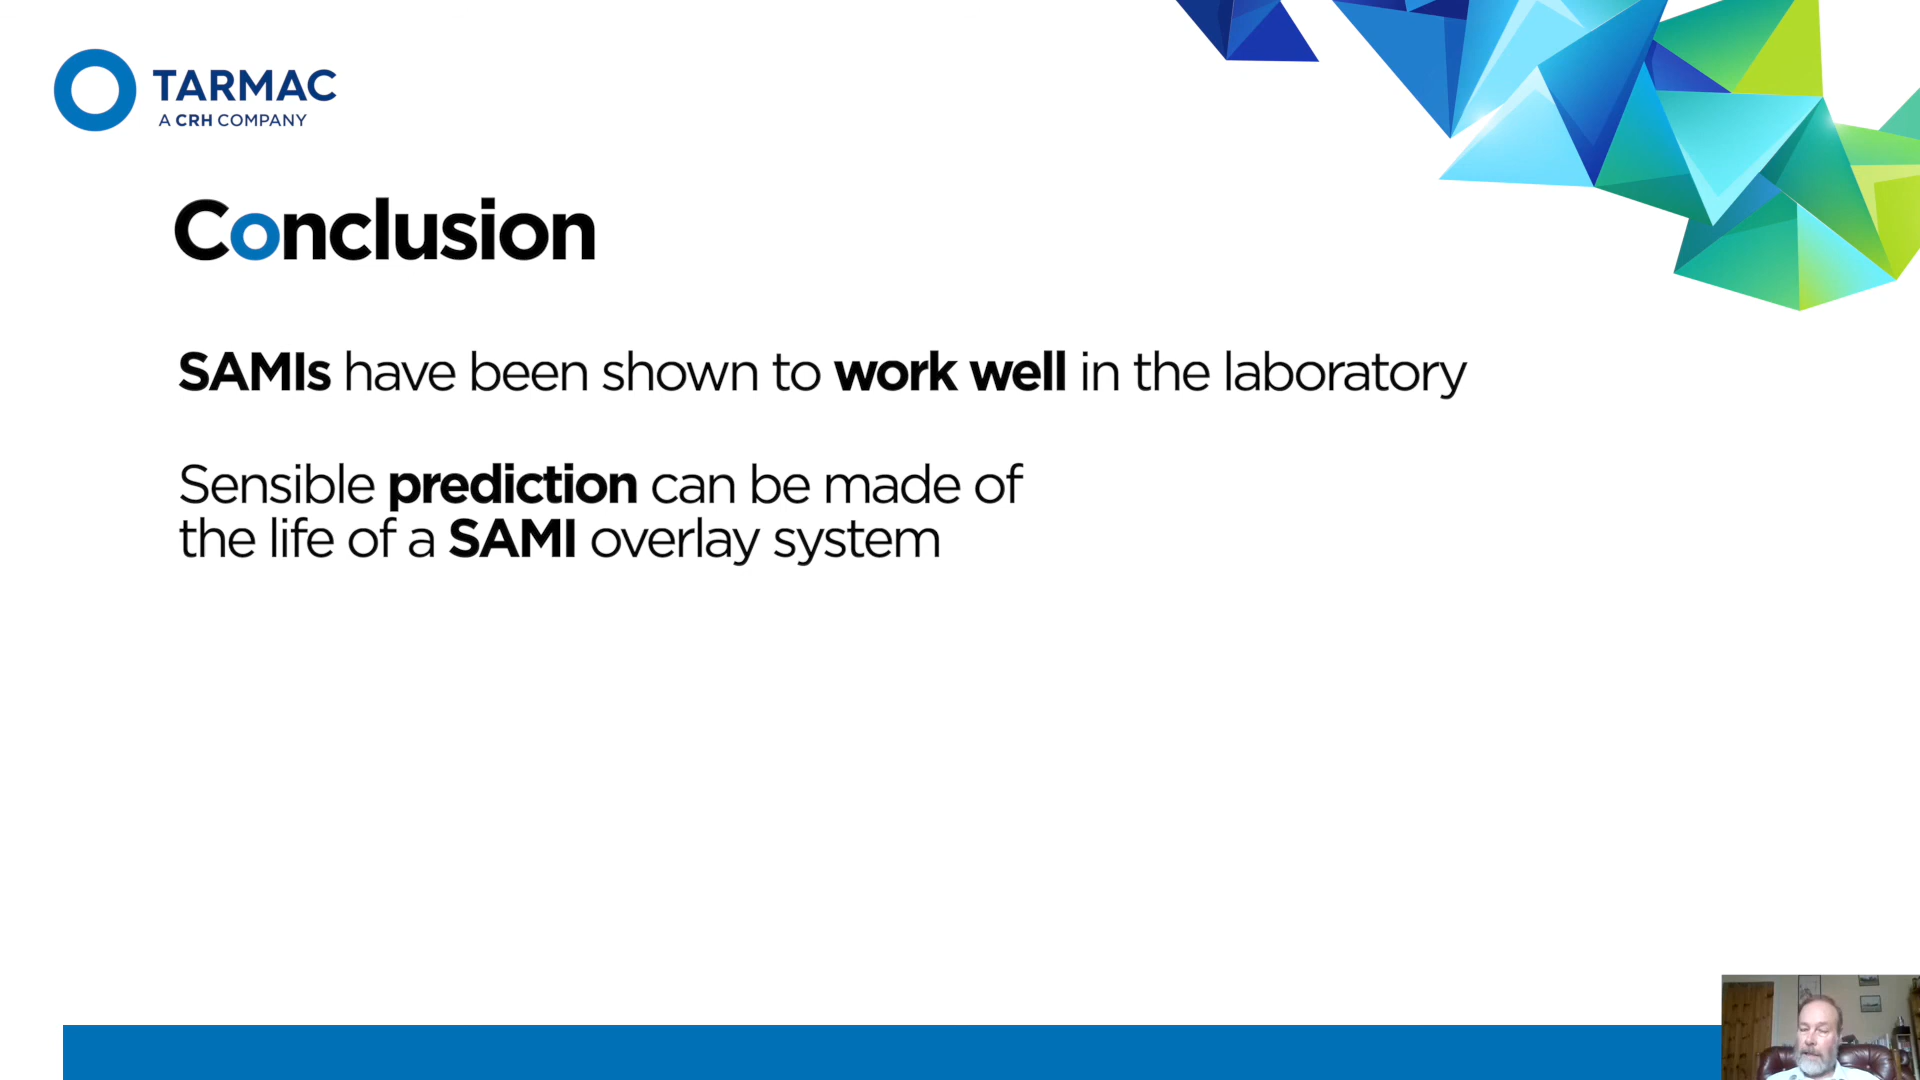 TARMAC
A CRH COMPANY
Conclusion
SAMIs have been shown to work well in the laboratory
Sensible prediction can be made of
the life of a SAMI overlay system